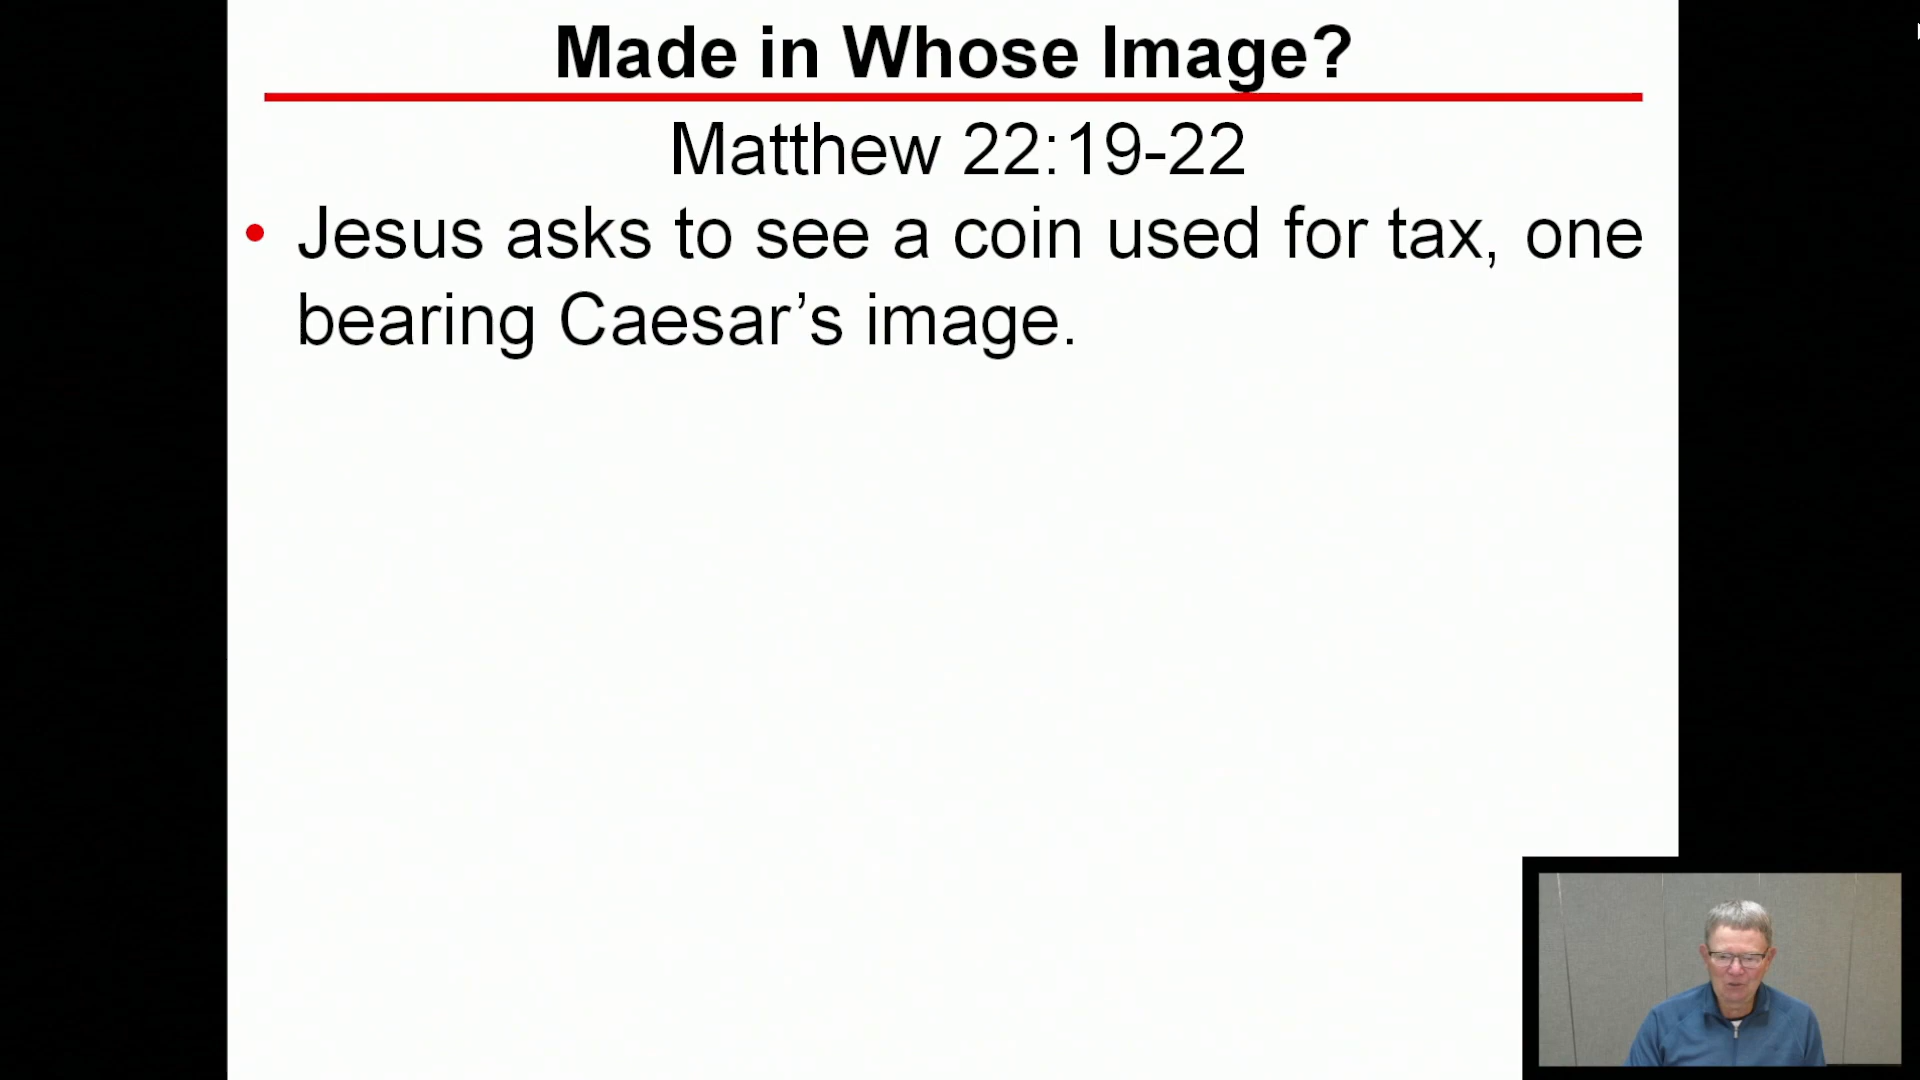 Made in Whose Image?
Matthew 22:19-22
• Jesus asks to see a coin used for tax, one
bearing Caesar’s image.